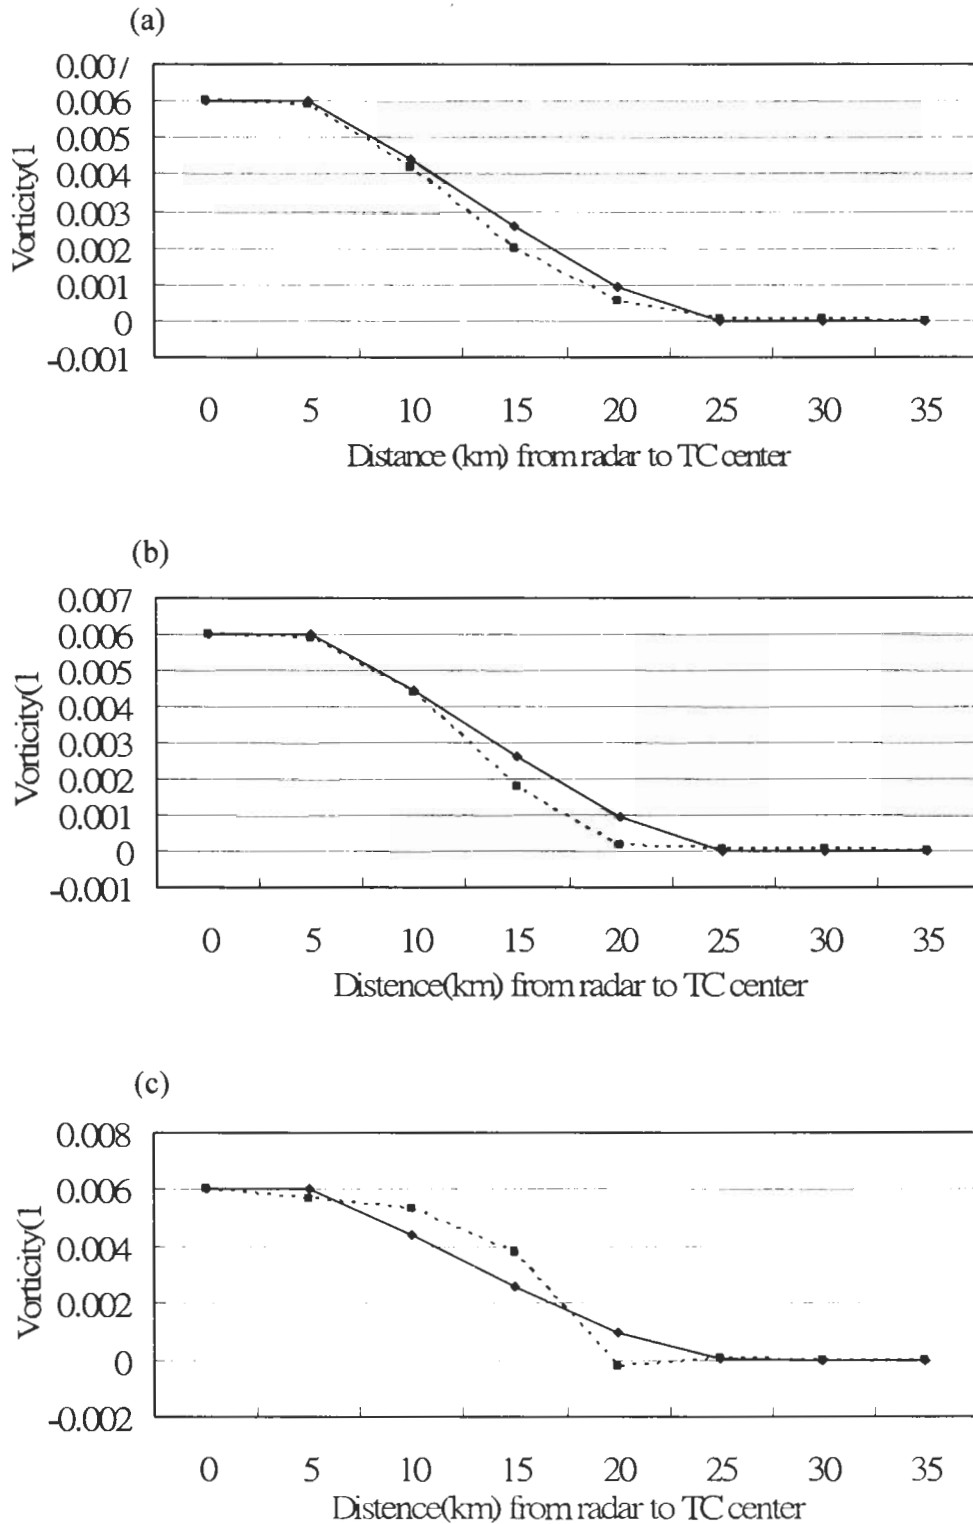 (a)
0.007
0.006
0.005
0.004
0.003
0.002
0.001
0
-0.001
Vorticity(1
0 5 10 15 20 25 30 35
Distance (km) from radar to TC center
(b)
0.007
0.006
0.005
0.004
0.003
0.002
0.001
0
-0.001
Vorticity(1
0 5 10 15 20 25 30 35
Distence(km) from radar to TC center
(c)
0.008
0.006
0.004
0.002
0
-0.002
Vorticity(1
0 5 10 15 20 25 30 35
Distence(km) from radar to TC center